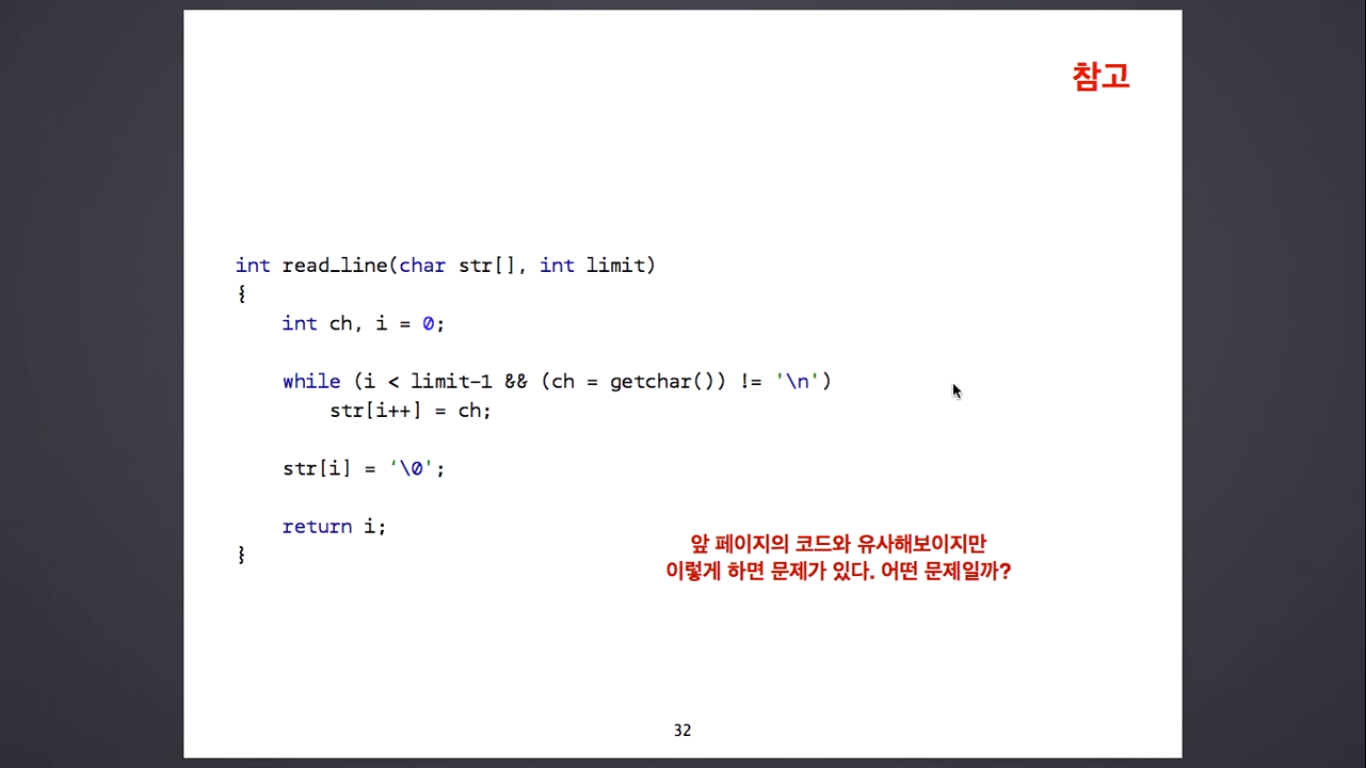 참고
int read_line(char str[], int limit)
{
int ch, i = 0;
while (i < limit-1 && (ch = getchar()) != '\n')
str[i++] = ch;
str[i] = ‘\0';
return i;
}
앞 페이지의 코드와 유사해보이지만
이렇게 하면 문제가 있다. 어떤 문제일까?
32